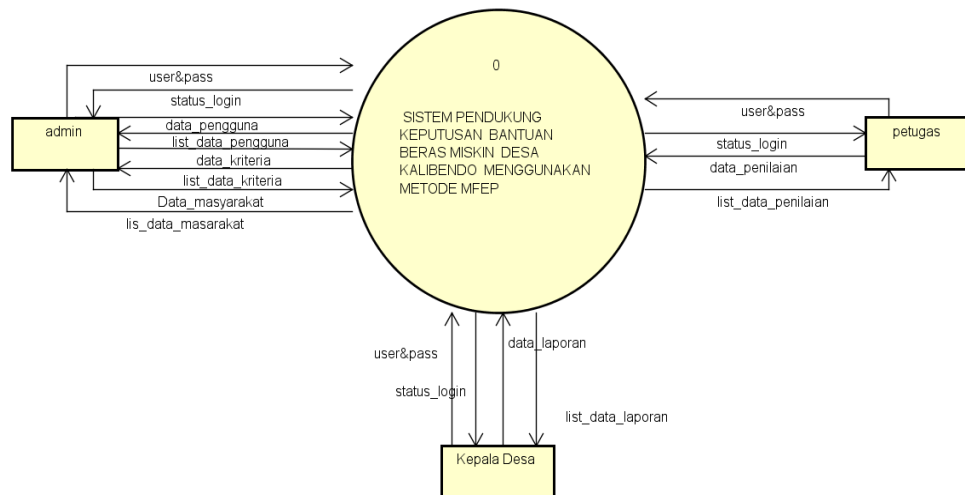 0
SISTEM PENDUKUNG
KEPUTUSAN BANTUAN
BERAS MISKIN DESA
KALIBENDO MENGGUNAKAN
METODE MFEP
admin
user&pass
status_login
data_pengguna
list_data_pengguna
data_kriteria
list_data_kriteria
Data_masyarakat
lis_data_masarakat
petugas
user&pass
status_login
data_penilaian
list_data_penilaian
user&pass
status_login
data_laporan
list_data_laporan
Kepala Desa